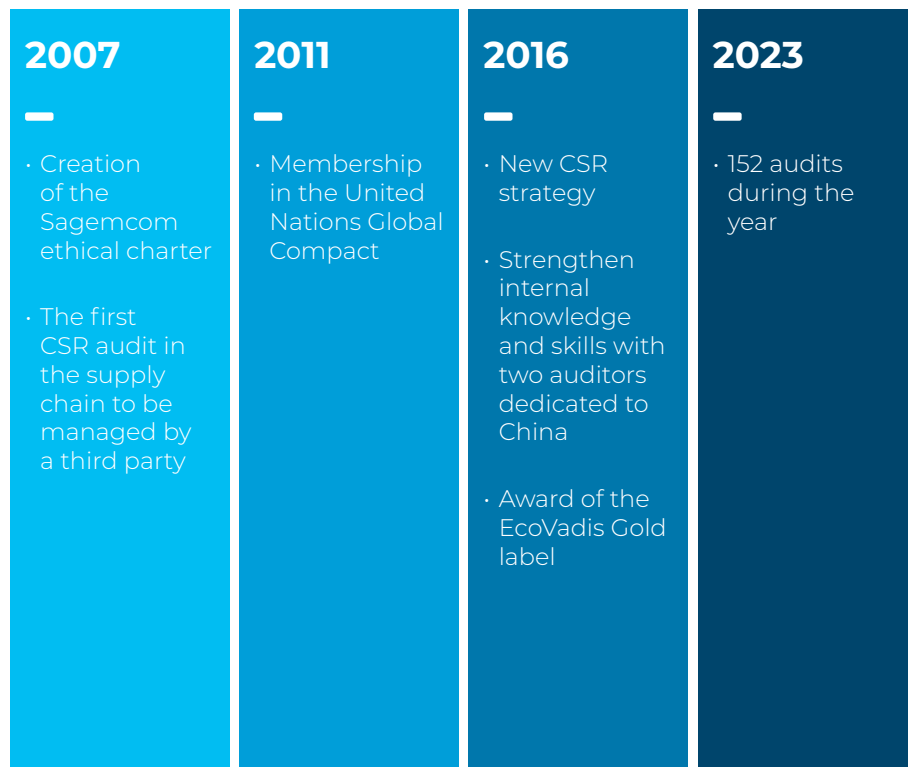 2007
· Creation
of the
Sagemcom
ethical charter
· The first
CSR audit in
the supply
chain to be
managed by
a third party
2011
· Membership
in the United
Nations Global
Compact
2016
· New CSR
strategy
· Strengthen
internal
knowledge
and skills with
two auditors
dedicated to
China
· Award of the
EcoVadis Gold
label
2023
· 152 audits
during the
year